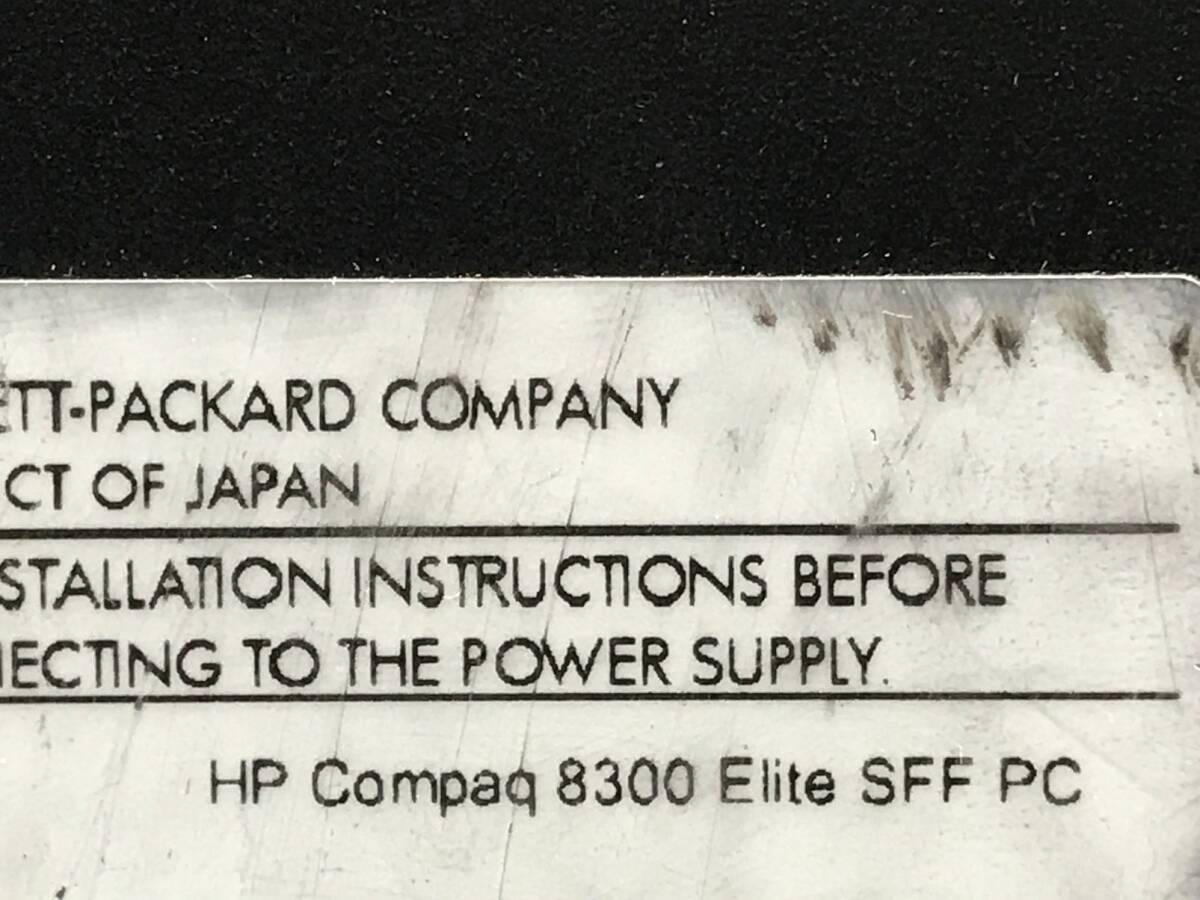 ETT-PACKARD COMPANY
CT OF JAPAN
STALLATION INSTRUCTIONS BEFORE
NECTING TO THE POWER SUPPLY.
HP Compaq 8300 Elite SFF PC